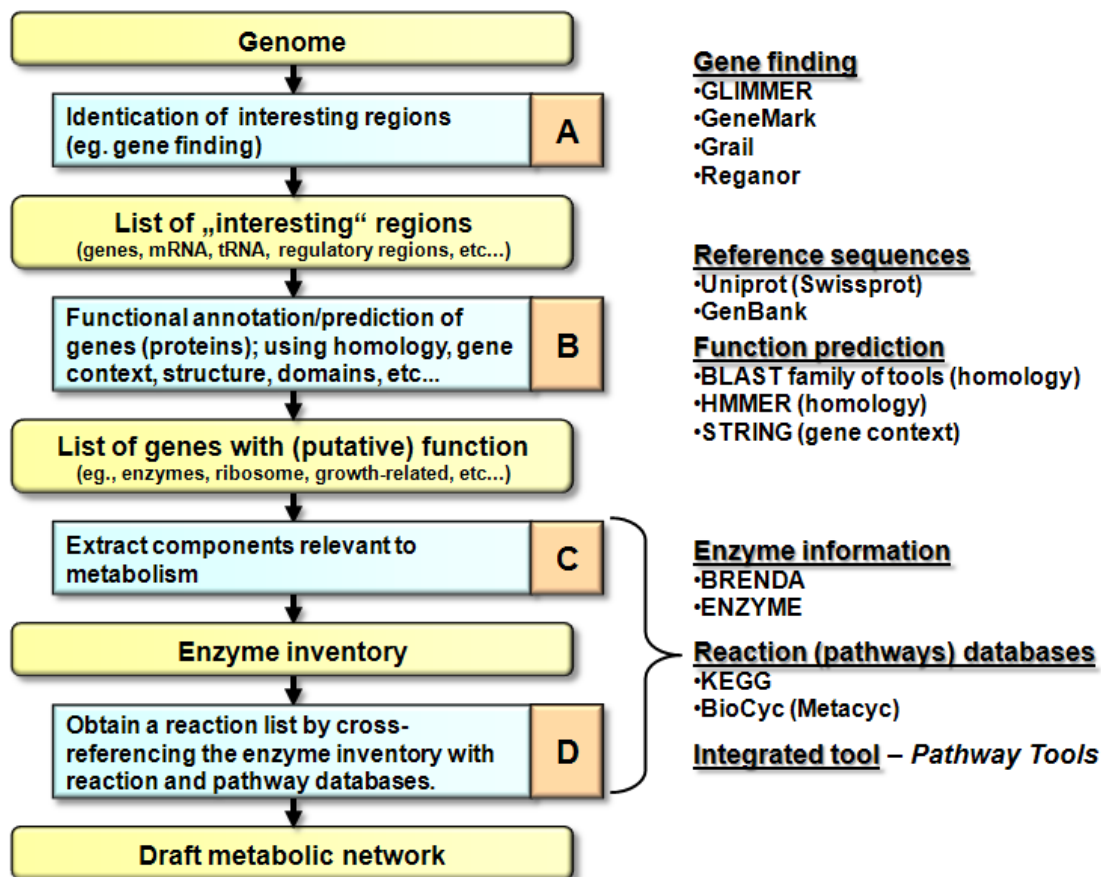 Genome
Identication of interesting regions
(eg. gene finding)
A
List of „interesting“ regions
(genes, mRNA, tRNA, regulatory regions, etc...)
Functional annotation/prediction of
genes (proteins); using homology, gene
context, structure, domains, etc...
B
List of genes with (putative) function
(eg., enzymes, ribosome, growth-related, etc...)
Extract components relevant to
metabolism
C
Enzyme inventory
Obtain a reaction list by cross-
referencing the enzyme inventory with
reaction and pathway databases.
D
Draft metabolic network
Gene finding
•GLIMMER
•GeneMark
•Grail
•Reganor
Reference sequences
•Uniprot (Swissprot)
•GenBank
Function prediction
•BLAST family of tools (homology)
•HMMER (homology)
•STRING (gene context)
Enzyme information
•BRENDA
•ENZYME
Reaction (pathways) databases
•KEGG
•BioCyc (Metacyc)
Integrated tool – Pathway Tools